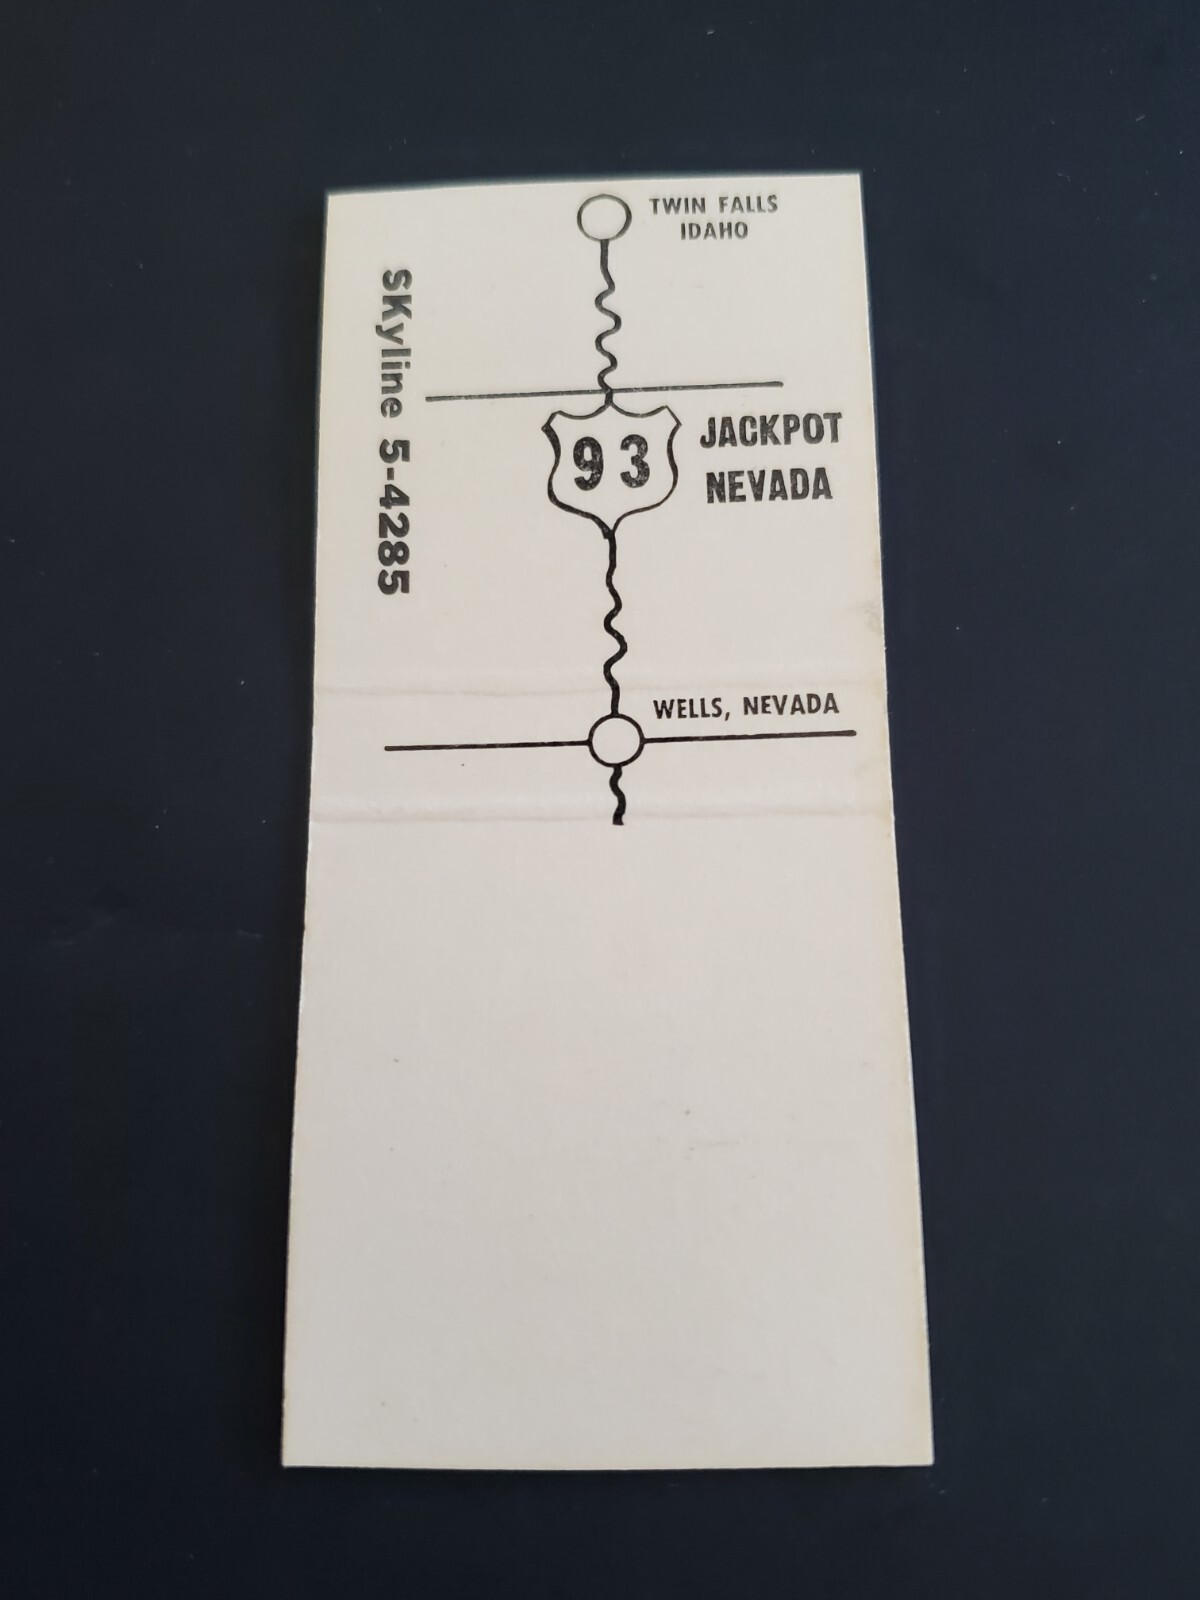 TWIN FALLS
IDAHO
SKyline 5-4285
93
JACKPOT
NEVADA
WELLS, NEVADA